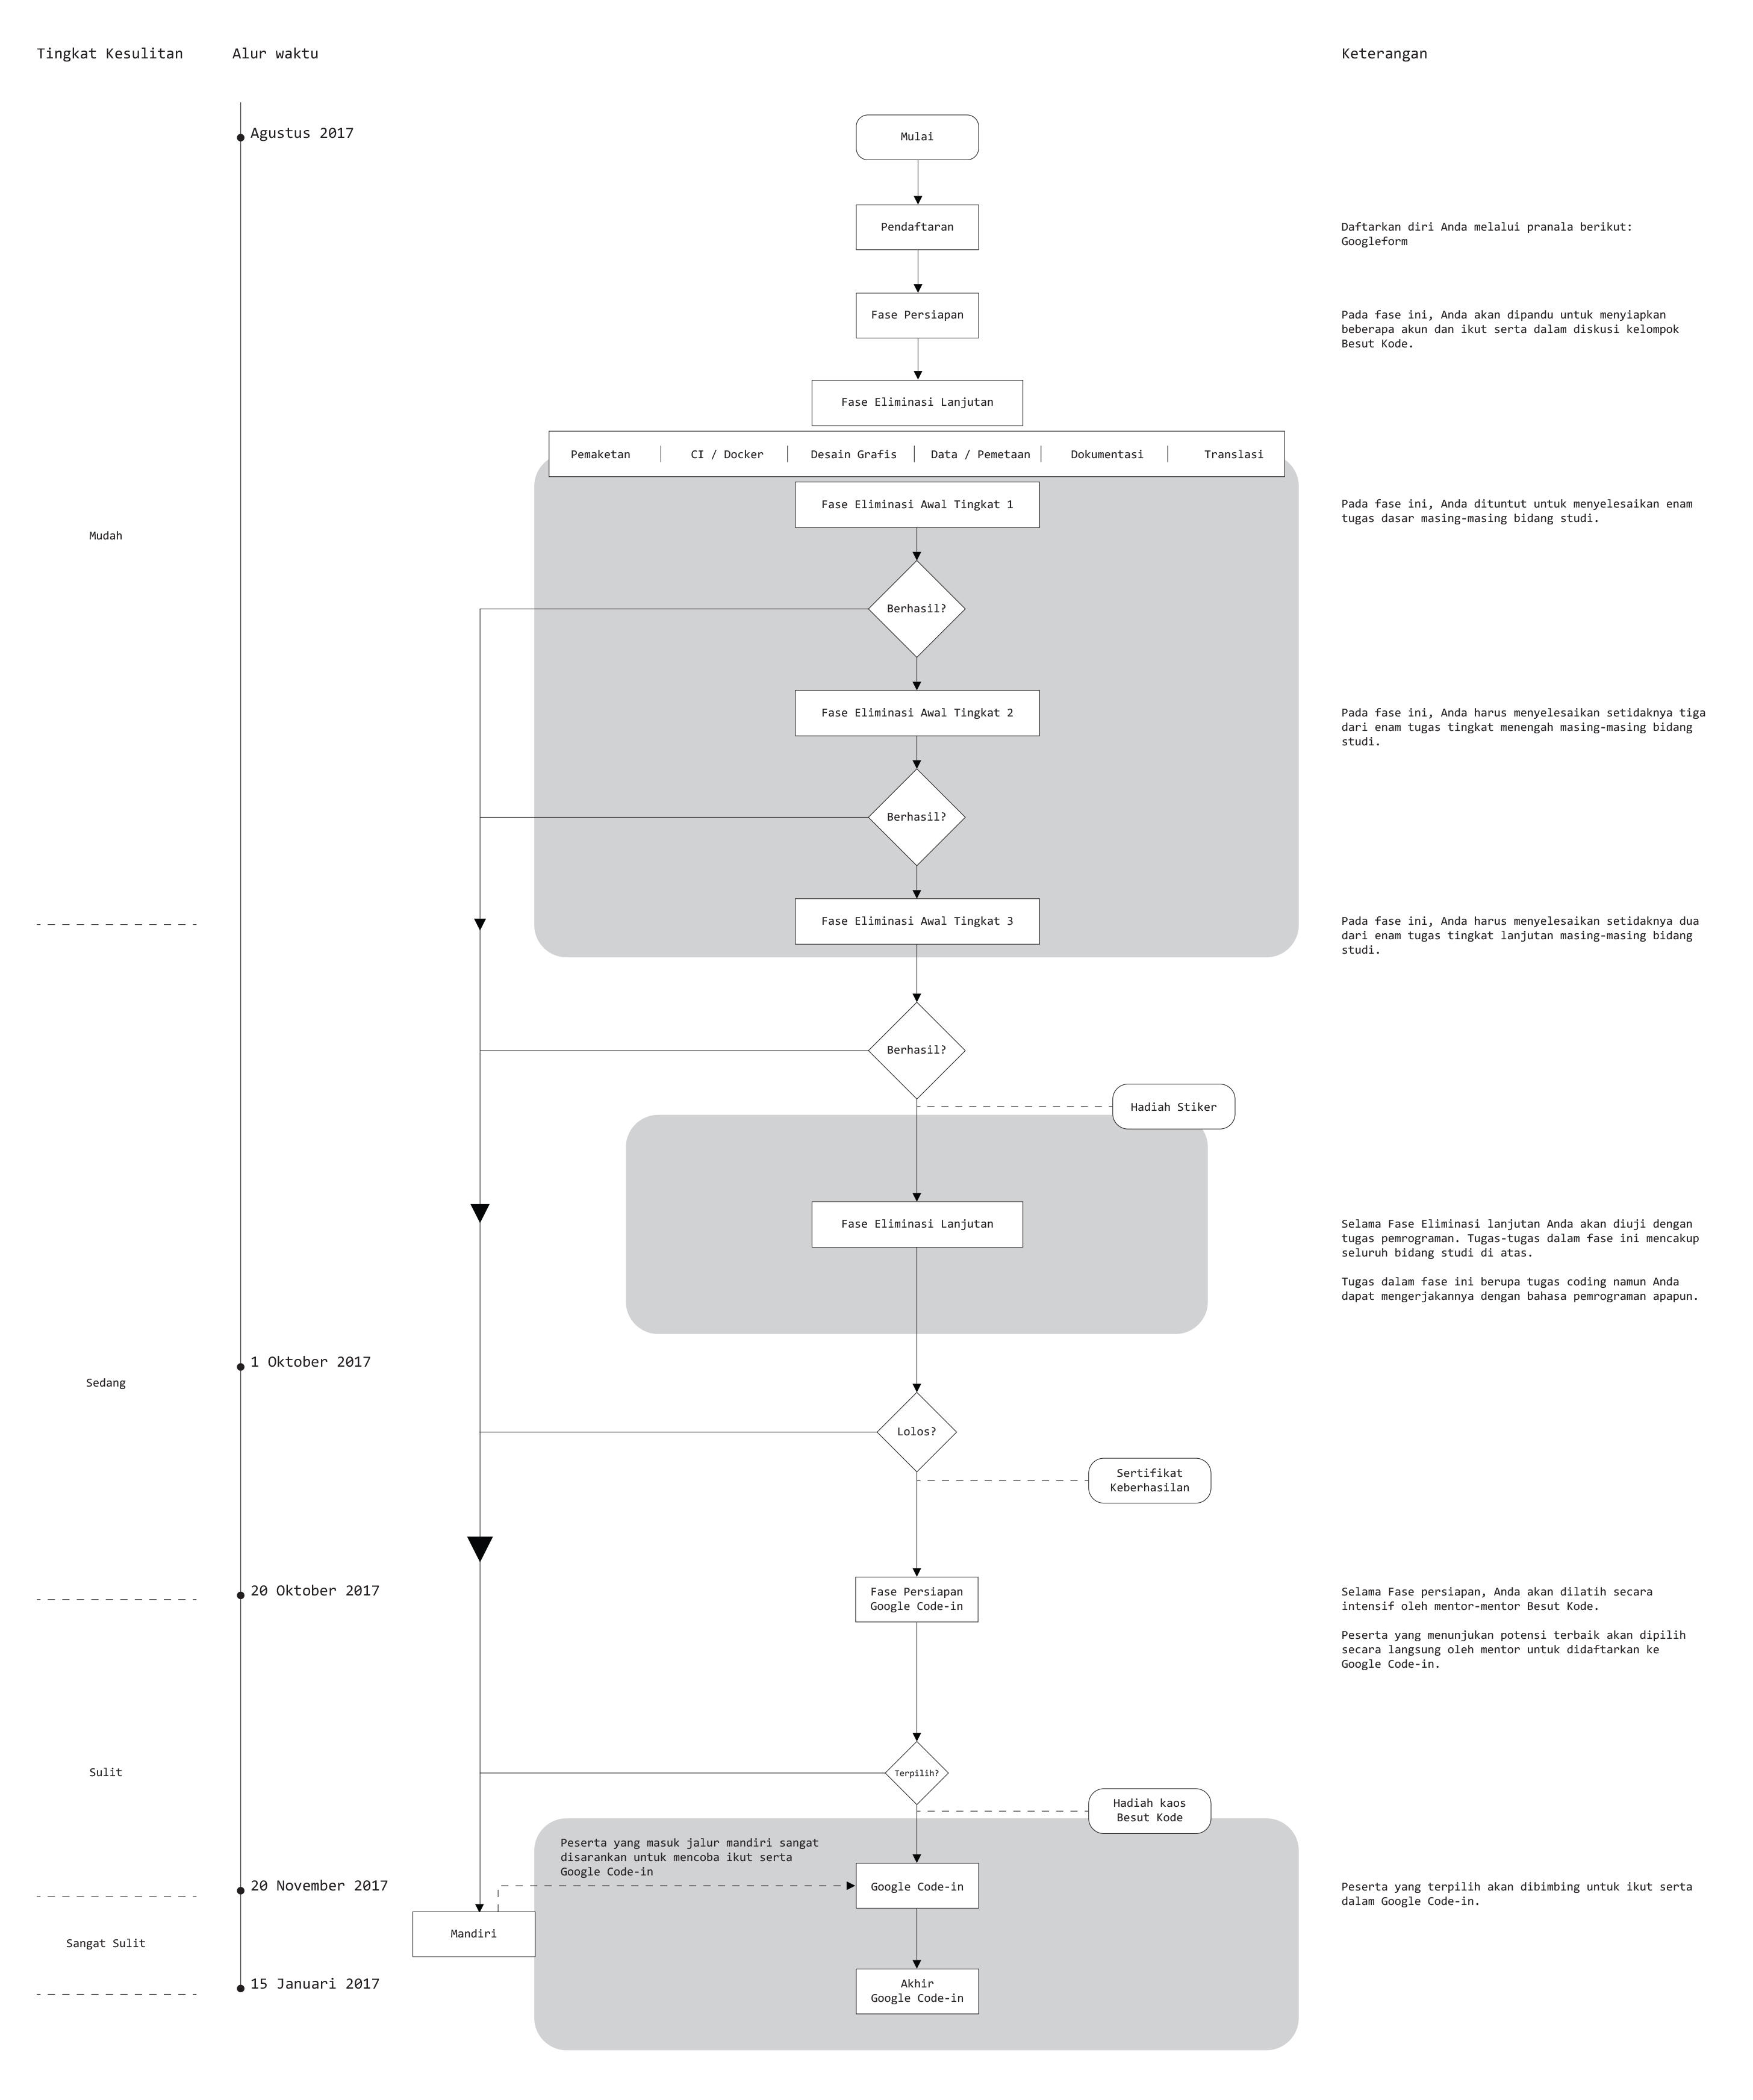 Tingkat Kesulitan
Alur waktu
Keterangan
Agustus 2017
Mulai
Pendaftaran
Daftarkan diri Anda melalui pranala berikut:
Googleform
Fase Persiapan
Pada fase ini, Anda akan dipandu untuk menyiapkan
beberapa akun dan ikut serta dalam diskusi kelompok
Besut Kode.
Fase Eliminasi Lanjutan
Pemaketan
CI / Docker
Desain Grafis
Data / Pemetaan
Dokumentasi
Translasi
Fase Eliminasi Awal Tingkat 1
Pada fase ini, Anda dituntut untuk menyelesaikan enam
tugas dasar masing-masing bidang studi.
Mudah
Berhasil?
Fase Eliminasi Awal Tingkat 2
Pada fase ini, Anda harus menyelesaikan setidaknya tiga
dari enam tugas tingkat menengah masing-masing bidang
studi.
Berhasil?
Fase Eliminasi Awal Tingkat 3
Pada fase ini, Anda harus menyelesaikan setidaknya dua
dari enam tugas tingkat lanjutan masing-masing bidang
studi.
Berhasil?
Hadiah Stiker
Fase Eliminasi Lanjutan
Selama Fase Eliminasi lanjutan Anda akan diuji dengan
tugas pemrograman. Tugas-tugas dalam fase ini mencakup
seluruh bidang studi di atas.
Tugas dalam fase ini berupa tugas coding namun Anda
dapat mengerjakannya dengan bahasa pemrograman apapun.
1 Oktober 2017
Sedang
Lolos?
Sertifikat
Keberhasilan
20 Oktober 2017
Fase Persiapan
Google Code-in
Selama Fase persiapan, Anda akan dilatih secara
intensif oleh mentor-mentor Besut Kode.
Peserta yang menunjukan potensi terbaik akan dipilih
secara langsung oleh mentor untuk didaftarkan ke
Google Code-in.
Sulit
Terpilih?
Hadiah kaos
Besut Kode
Peserta yang masuk jalur mandiri sangat
disarankan untuk mencoba ikut serta
Google Code-in
20 November 2017
Google Code-in
Peserta yang terpilih akan dibimbing untuk ikut serta
dalam Google Code-in.
Mandiri
Sangat Sulit
15 Januari 2017
Akhir
Google Code-in